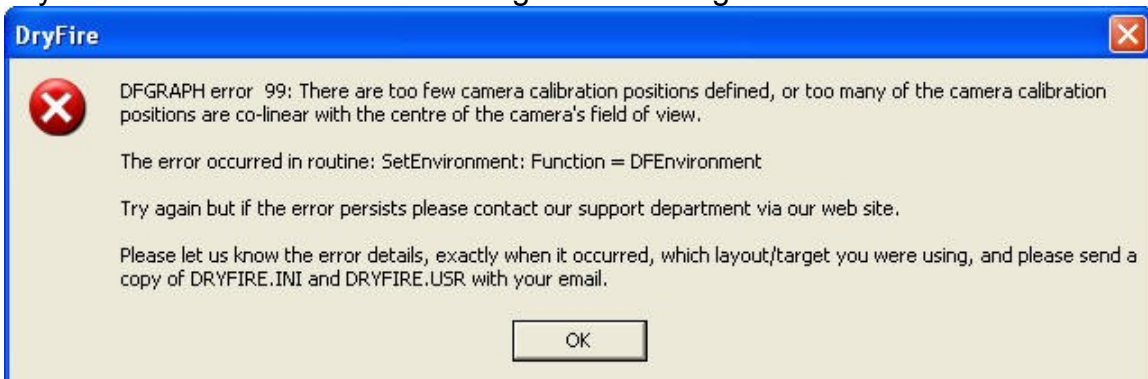 DryFire
DFGRAPH error 99: There are too few camera calibration positions defined, or too many of the camera calibration
positions are co-linear with the centre of the camera's field of view.
The error occurred in routine: SetEnvironment: Function = DFEnvironment
Try again but if the error persists please contact our support department via our web site.
Please let us know the error details, exactly when it occurred, which layout/target you were using, and please send a
copy of DRYFIRE.INI and DRYFIRE.USR with your email.
OK